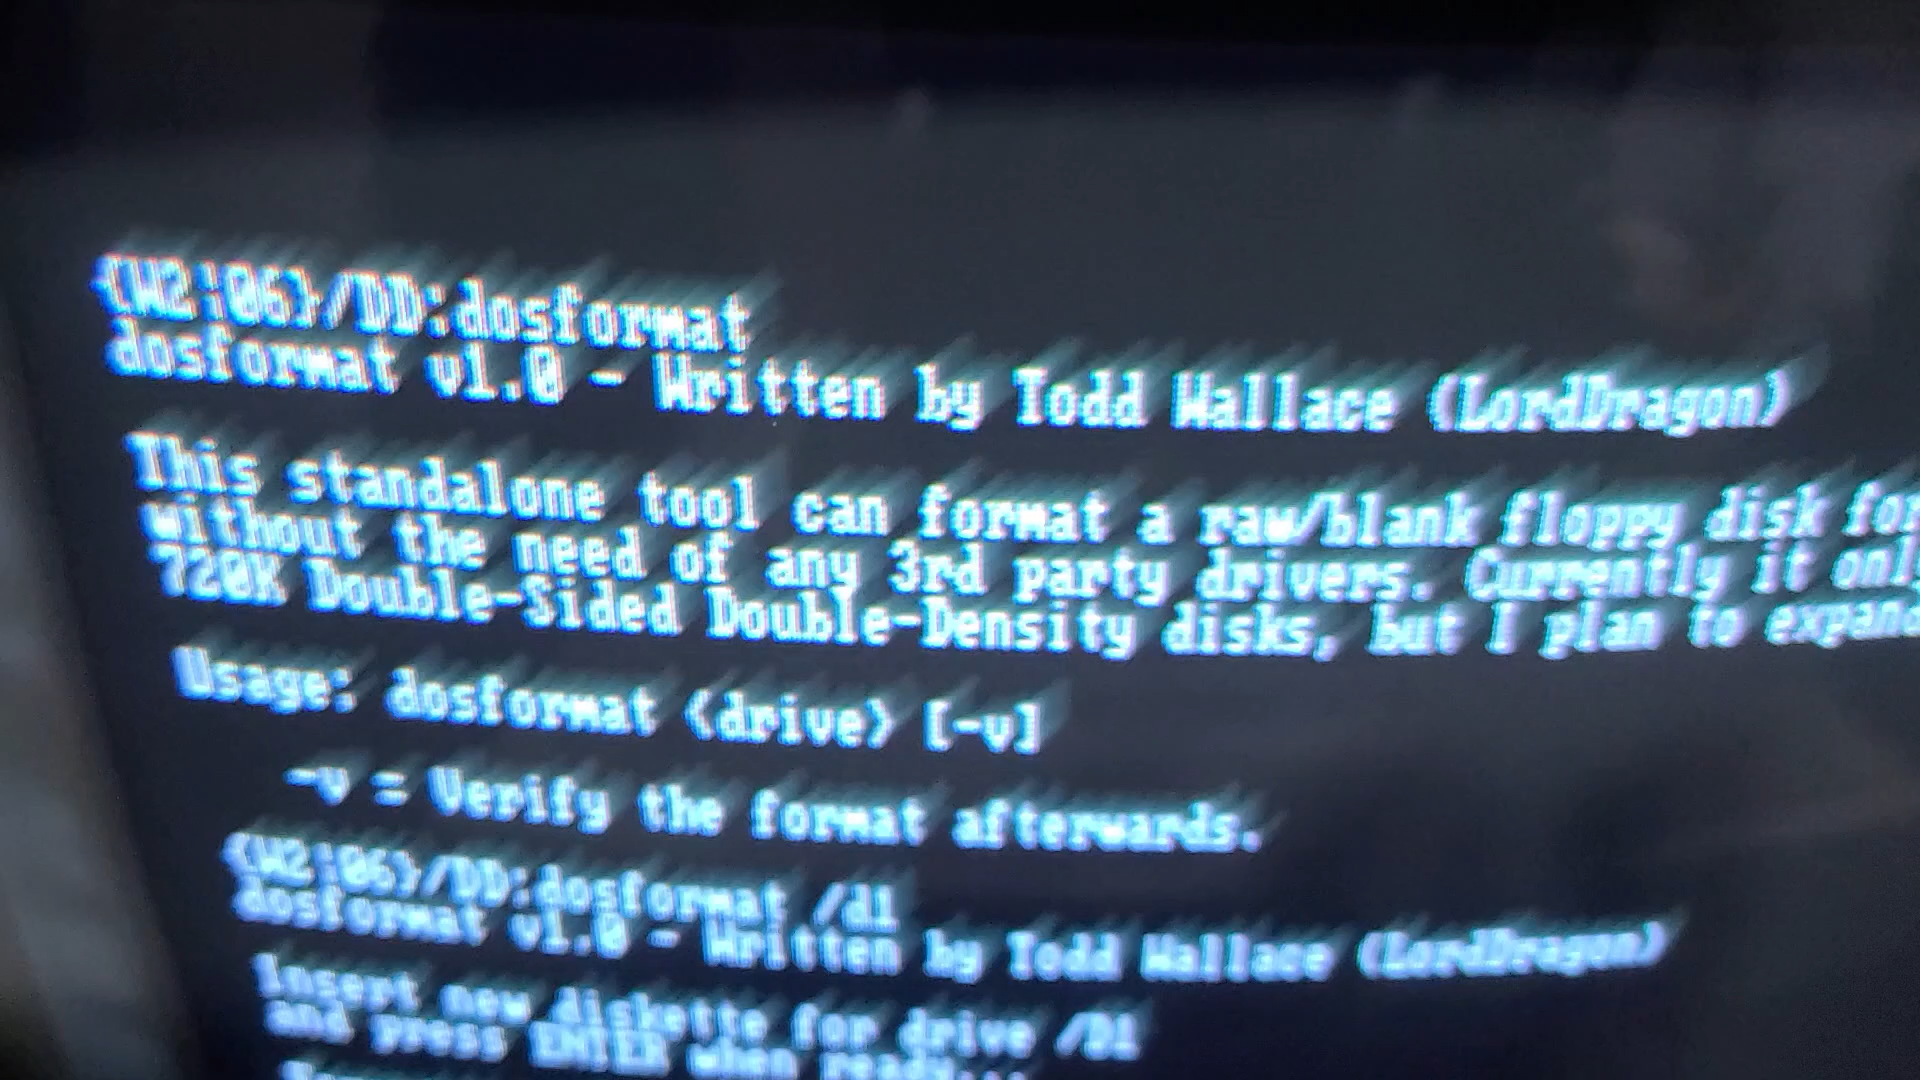 {W2:06}/DD:dosformat
dosformat v1.0 - Written by Todd Wallace (LordDragon)
This standalone tool can format a raw/blank floppy disk for
without the need of any 3rd party drivers. Currently it only
720K Double-Sided Double-Density disks, but I plan to expand
Usage: dosformat <drive> [-v]
-v = Verify the format afterwards.
{W2:06}/DD:dosformat /d1
dosformat v1.0 - Written by Todd Wallace (LordDragon)
Insert new diskette for drive /D1
and press ENTER when ready...